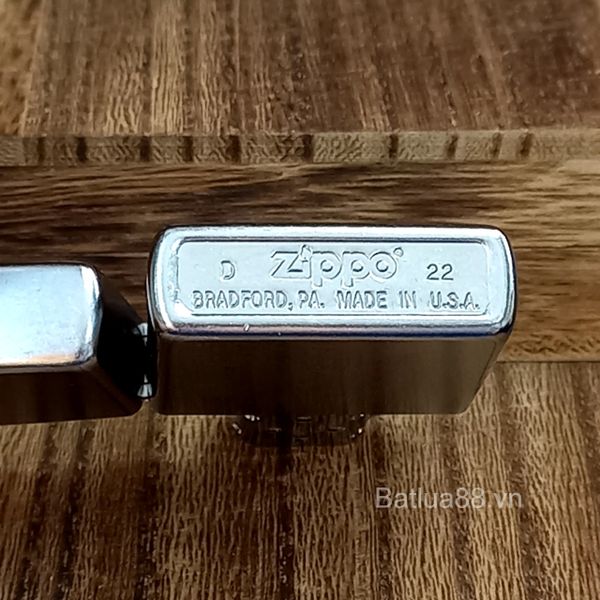 D Zippo® 22
BRADFORD, PA. MADE IN U.S.A.
Batlua88.vn